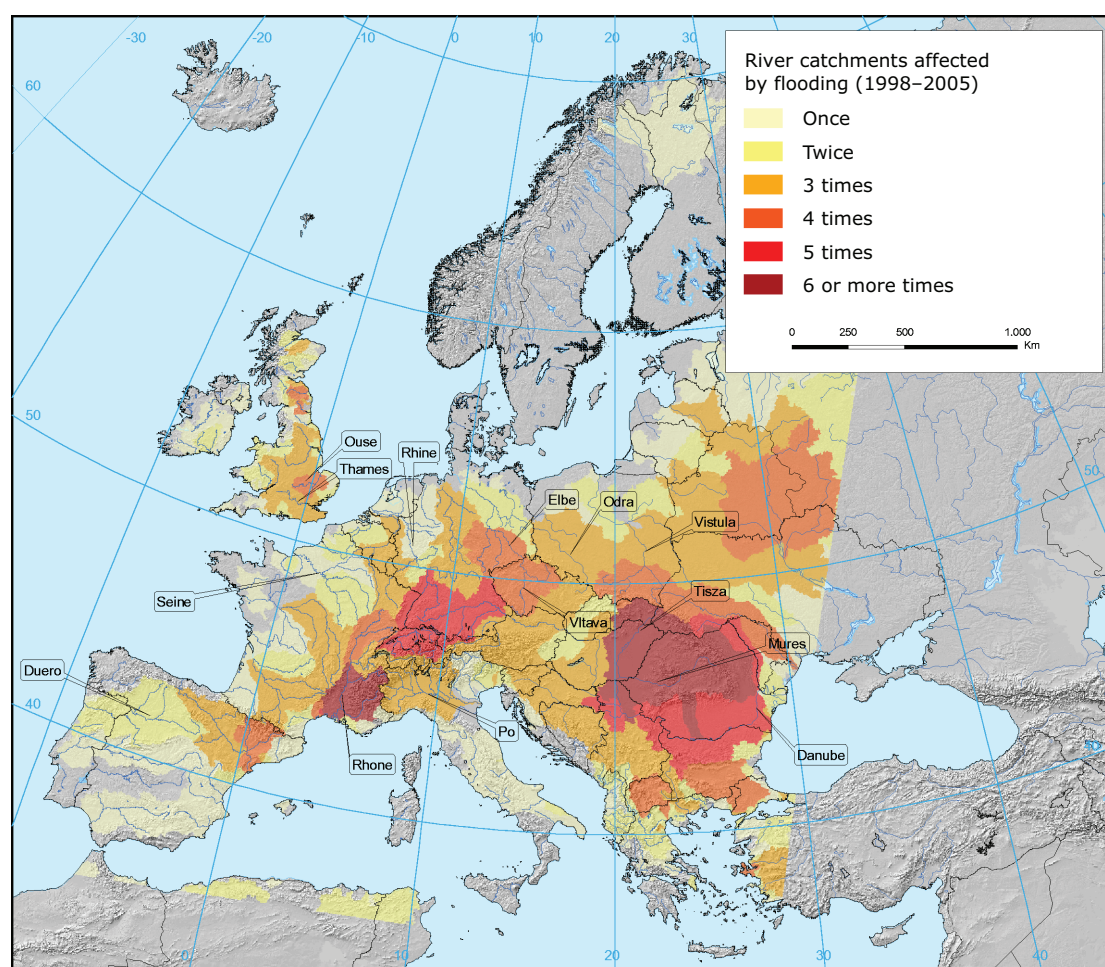 -30
-20
-10
0
10
20
30
60
River catchments affected
by flooding (1998–2005)
Once
Twice
3 times
4 times
5 times
6 or more times
0
250
500
1.000
Km
50
50
Ouse
Rhine
Thames
Elbe
Odra
Vistula
Seine
Tisza
Vltava
Mures
Duero
40
Po
Danube
Rhone
0
10
20
30
40